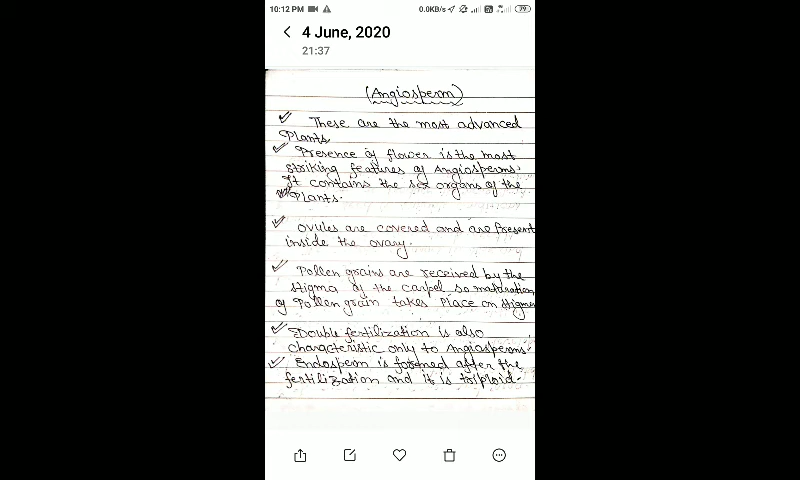 10:12 PM
0.0KB/s
79
4 June, 2020
21:37
(Angiosperm)
These are the most advanced
Plants
Presence of flower is the most
striking features of Angiosperms.
It contains the sex organs of the
Plants.
Ovules are covered and are Present
inside the ovary.
Pollen grains are received by the
stigma of the carpel so maturation
of Pollen grain takes Place on stigma
Double fertilization is also
characteristic only to Angiosperms.
Endosperm is formed after the
fertilization and it is triploid.